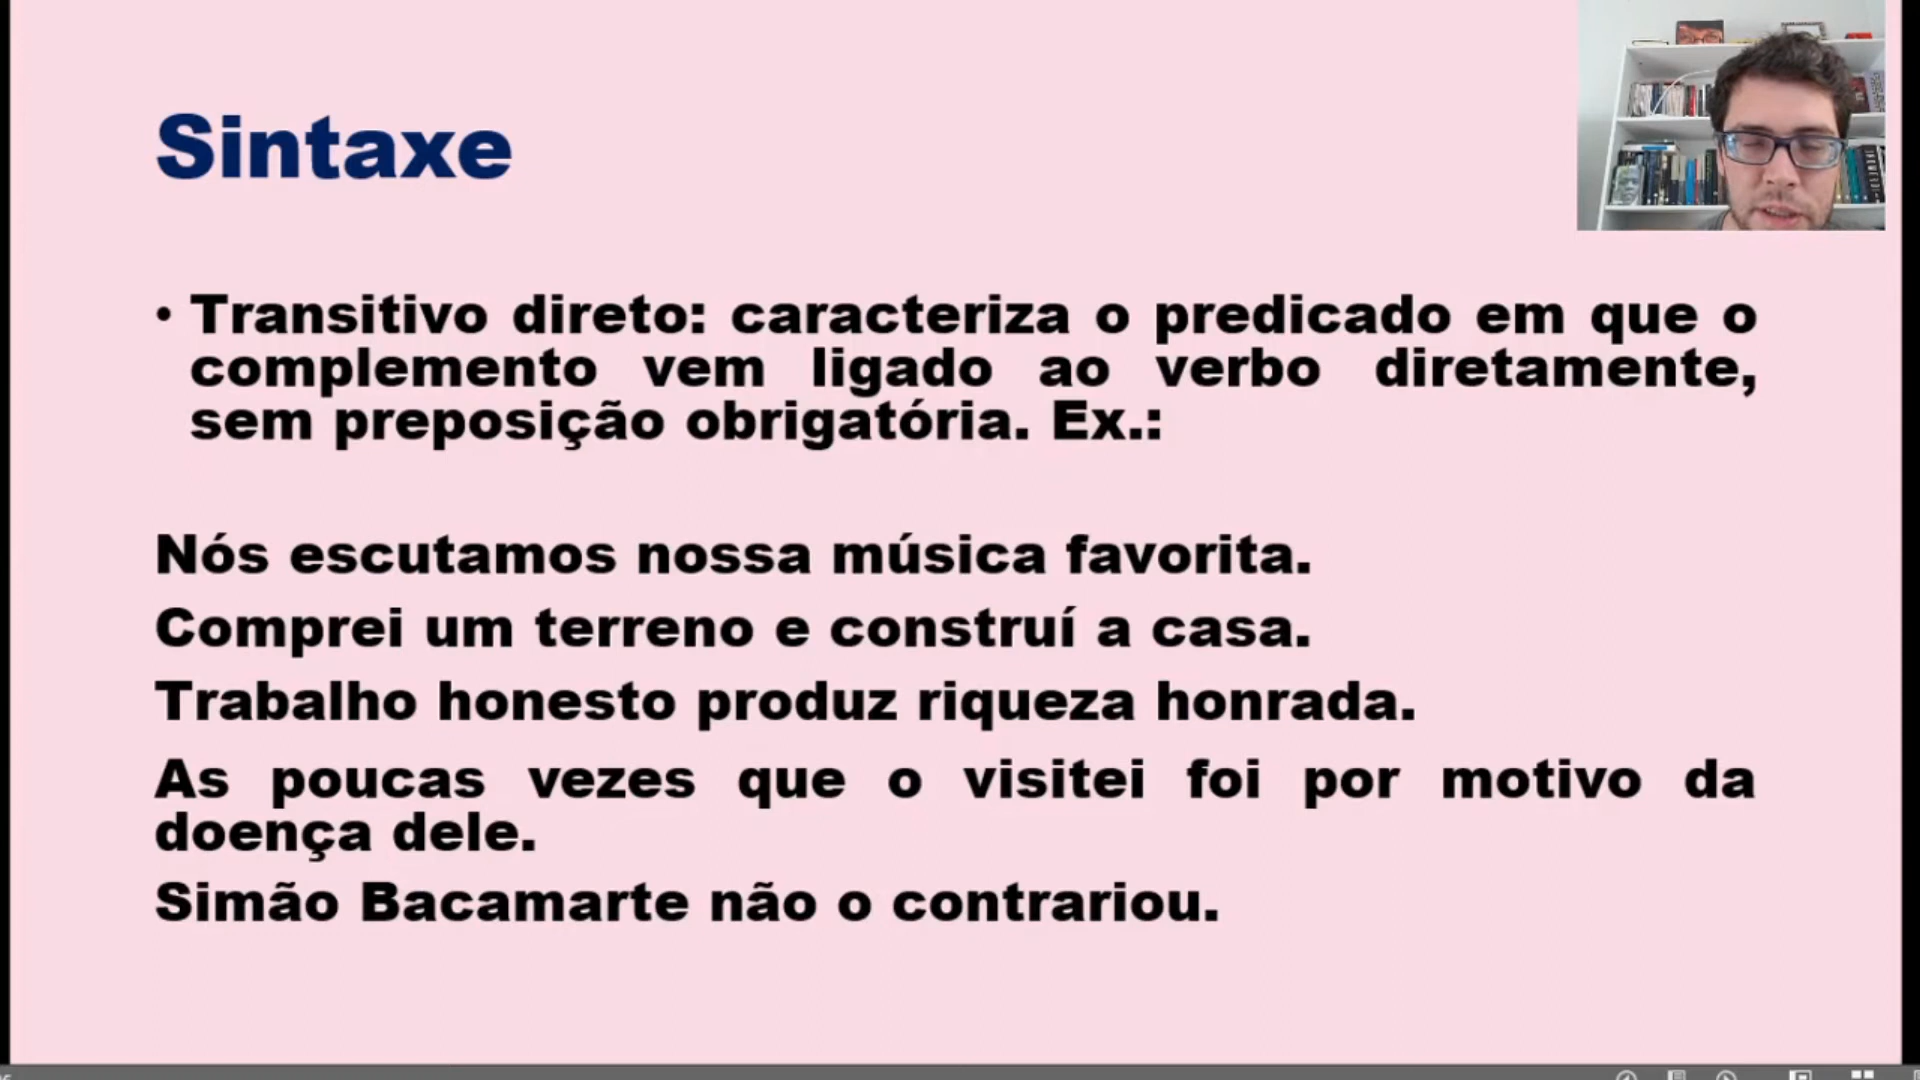 Sintaxe
• Transitivo direto: caracteriza o predicado em que o
complemento vem ligado ao verbo diretamente,
sem preposição obrigatória. Ex.:
Nós escutamos nossa música favorita.
Comprei um terreno e construí a casa.
Trabalho honesto produz riqueza honrada.
As poucas vezes que o visitei foi por motivo da
doença dele.
Simão Bacamarte não o contrariou.